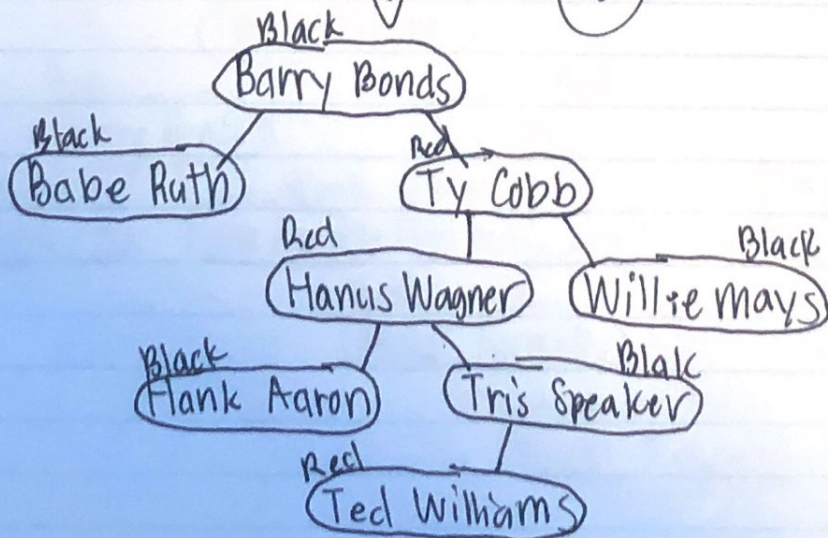 Black
Barry Bonds
Black
Babe Ruth
Red
Ty Cobb
Red
Hanus Wagner
Black
Willie mays
Black
Hank Aaron
Blalc
Tris Speaker
Red
Ted Williams